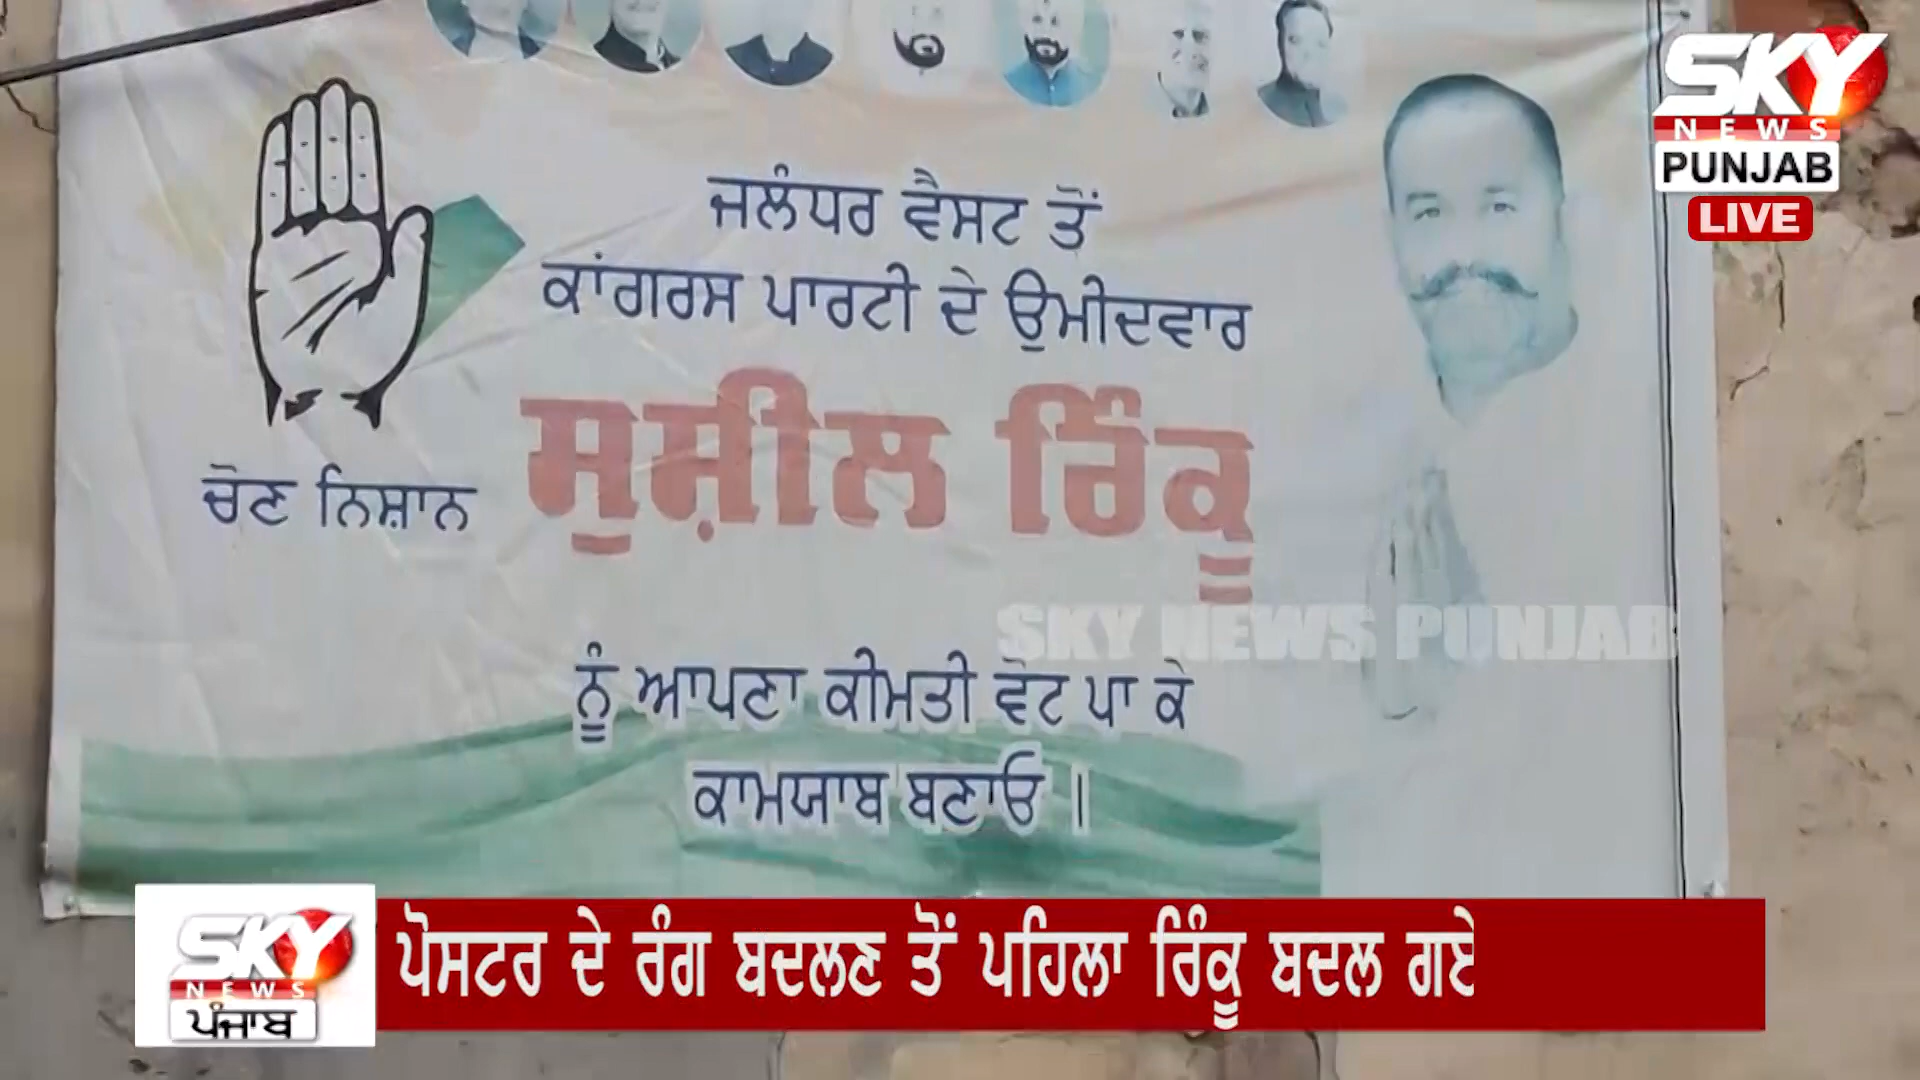 SKY
NEWS
PUNJAB
LIVE
ਜਲੰਧਰ ਵੈਸਟ ਤੋਂ
ਕਾਂਗਰਸ ਪਾਰਟੀ ਦੇ ਉਮੀਦਵਾਰ
ਸੁਸ਼ੀਲ ਰਿੰਕੂ
ਚੋਣ ਨਿਸ਼ਾਨ
SKY NEWS PUNJAB
ਨੂੰ ਆਪਣਾ ਕੀਮਤੀ ਵੋਟ ਪਾ ਕੇ
ਕਾਮਯਾਬ ਬਣਾਓ ।
SKY
NEWS
ਪੰਜਾਬ
ਪੋਸਟਰ ਦੇ ਰੰਗ ਬਦਲਣ ਤੋਂ ਪਹਿਲਾ ਰਿੰਕੂ ਬਦਲ ਗਏ